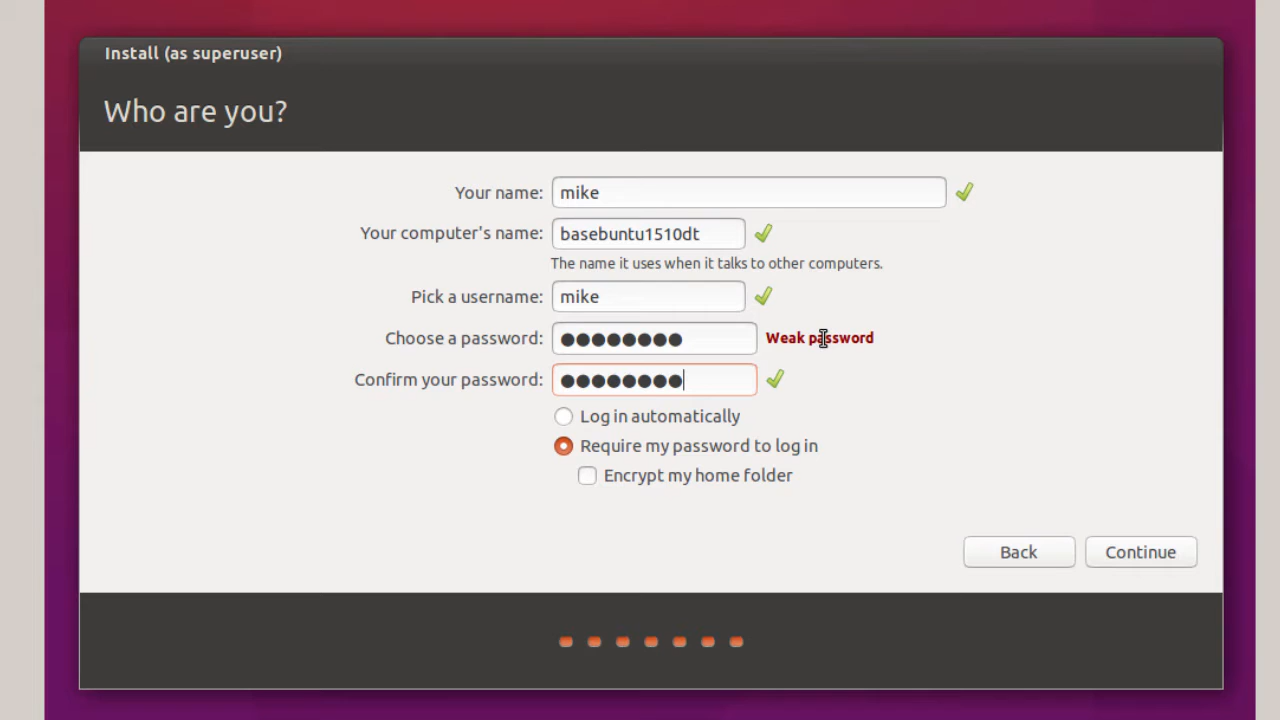 Install (as superuser)
Who are you?
Your name: mike
Your computer's name: basebuntu1510dt
The name it uses when it talks to other computers.
Pick a username: mike
Choose a password: ●●●●●●●● Weak password
Confirm your password: ●●●●●●●●
Log in automatically
Require my password to log in
Encrypt my home folder
Back Continue